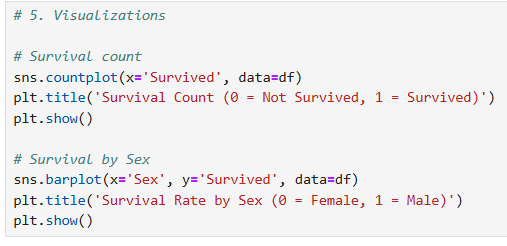 # 5. Visualizations
# Survival count
sns.countplot(x='Survived', data=df)
plt.title('Survival Count (0 = Not Survived, 1 = Survived)')
plt.show()
# Survival by Sex
sns.barplot(x='Sex', y='Survived', data=df)
plt.title('Survival Rate by Sex (0 = Female, 1 = Male)')
plt.show()